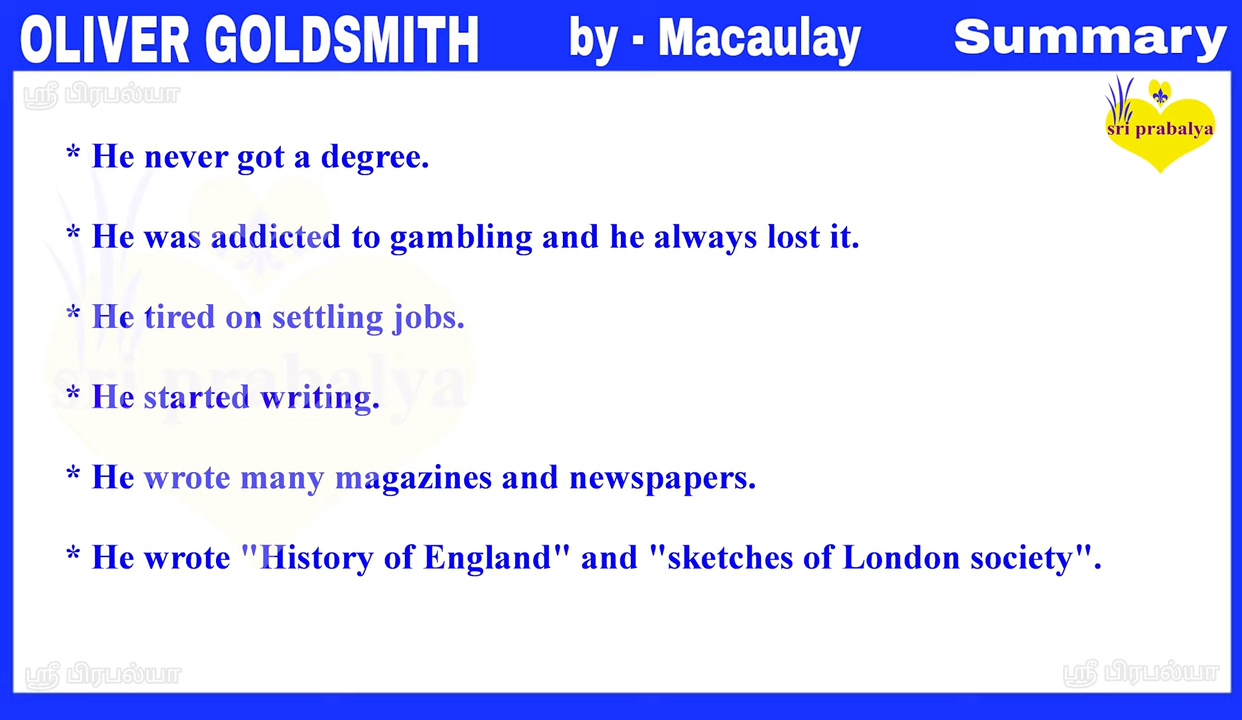 OLIVER GOLDSMITH by - Macaulay Summary
ஸ்ரீ பிரபல்யா
sri prabalya
* He never got a degree.
* He was addicted to gambling and he always lost it.
* He tired on settling jobs.
sri prabalya
* He started writing.
* He wrote many magazines and newspapers.
* He wrote "History of England" and "sketches of London society".
ஸ்ரீ பிரபல்யா
ஸ்ரீ பிரபல்யா